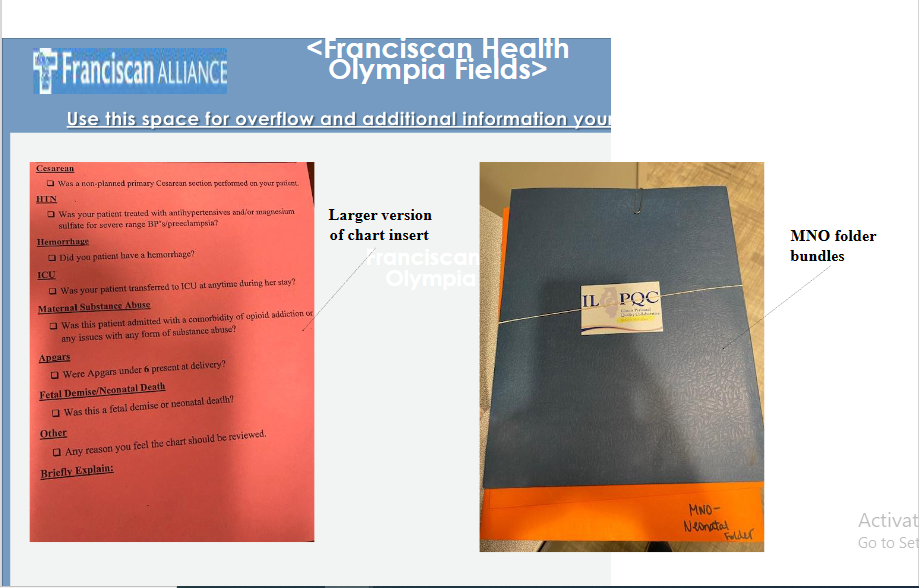 <Franciscan Health
Olympia Fields>
Franciscan ALLIANCE
Use this space for overflow and additional information your
Cesarean
Was a non-planned primary Cesarean section performed on your patient.
HTN
Was your patient treated with antihypertensives and/or magnesium
sulfate for severe range BP's/preeclampsia?
Hemorrhage
Did you patient have a hemorrhage?
ICU
Was your patient transferred to ICU at anytime during her stay?
Maternal Substance Abuse
Was this patient admitted with a comorbidity of opioid addiction or
any issues with any form of substance abuse?
Apgars
Were Apgars under 6 present at delivery?
Fetal Demise/Neonatal Death
Was this a fetal demise or neonatal death?
Other
Any reason you feel the chart should be reviewed.
Briefly Explain:
Larger version
of chart insert
Franciscan
Olympia
IL PQC
Illinois Perinatal
Quality Collaborative
MNO-
Neonatal
Folder
MNO folder
bundles
Activat
Go to Set